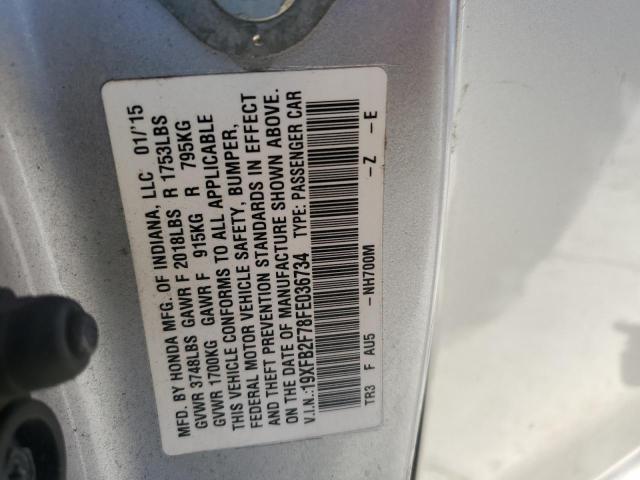 MFD. BY HONDA MFG. OF INDIANA, LLC 01/'15
GVWR 3748LBS GAWR F 2018LBS R 1753LBS
GVWR 1700KG GAWR F 915KG R 795KG
THIS VEHICLE CONFORMS TO ALL APPLICABLE
FEDERAL MOTOR VEHICLE SAFETY, BUMPER,
AND THEFT PREVENTION STANDARDS IN EFFECT
ON THE DATE OF MANUFACTURE SHOWN ABOVE.
V.I.N.:19XFB2F78FE036734 TYPE: PASSENGER CAR
TR3 F AU5 -NH700M -Z -E